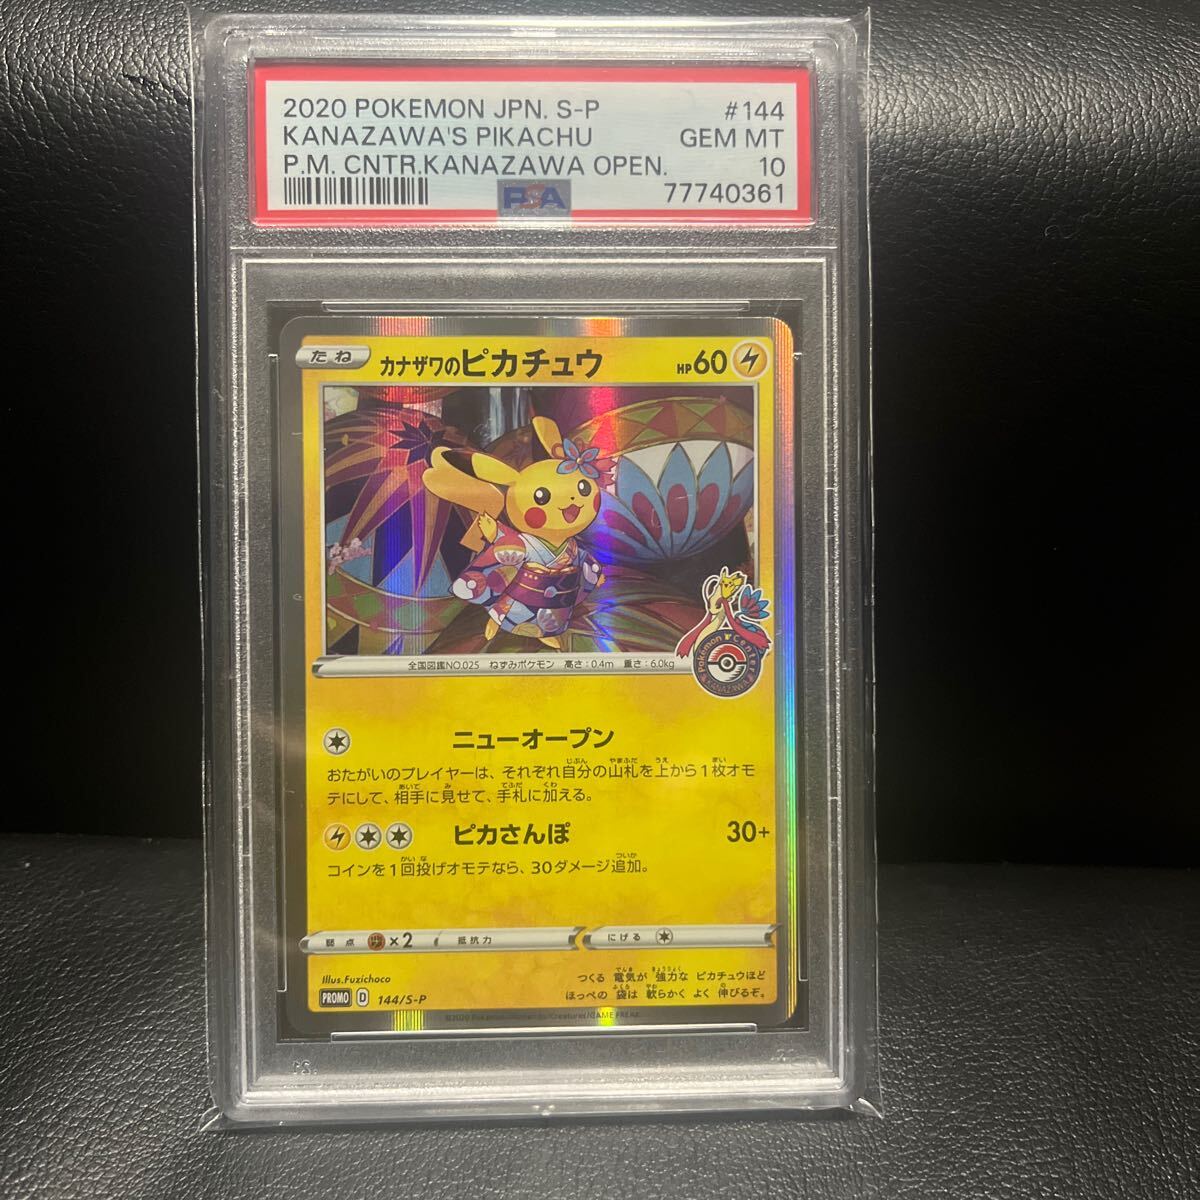 2020 POKEMON JPN. S-P #144
KANAZAWA'S PIKACHU GEM MT
P.M. CNTR.KANAZAWA OPEN. 10
PSA 77740361
たね カナザワのピカチュウ HP60
Pokémon Center
KANAZAWA
全国図鑑NO.025 ねずみポケモン 高さ:0.4m 重さ:6.0kg
ニューオープン
おたがいのプレイヤーは、それぞれ自分の山札を上から1枚オモ
テにして、相手に見せて、手札に加える。
ピカさんぽ 30+
コインを1回投げオモテなら、30ダメージ追加。
弱点 ×2 抵抗力 にげる
Illus.Fuzichoco
つくる 電気が 強力な ピカチュウほど
ほっぺの 袋は 軟らかく よく 伸びるぞ。
PROMO D 144/S-P
©2020 Pokémon/Nintendo/Creatures/GAME FREAK